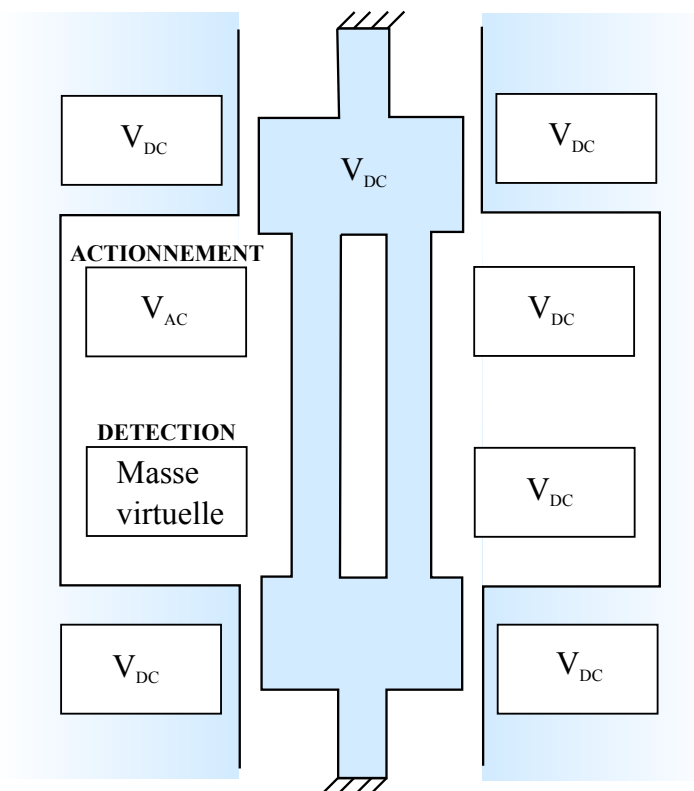 V_DC
V_DC
V_DC
ACTIONNEMENT
V_AC
V_DC
DETECTION
Masse
virtuelle
V_DC
V_DC
V_DC